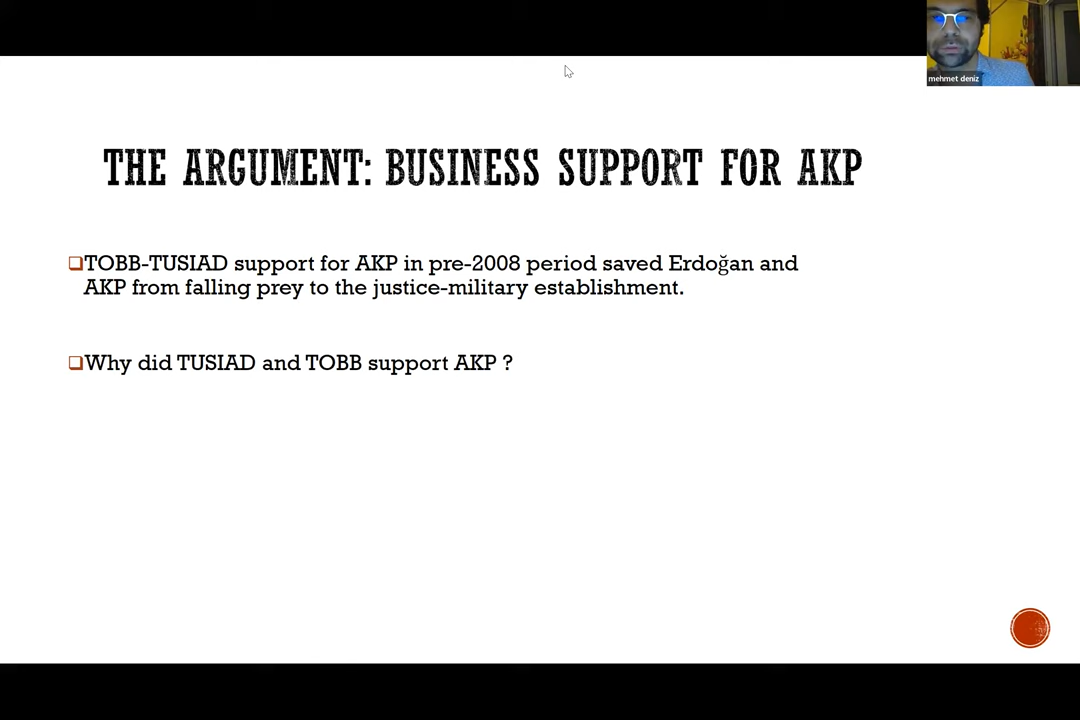 mehmet deniz
THE ARGUMENT: BUSINESS SUPPORT FOR AKP
TOBB-TUSIAD support for AKP in pre-2008 period saved Erdoğan and
AKP from falling prey to the justice-military establishment.
Why did TUSIAD and TOBB support AKP ?